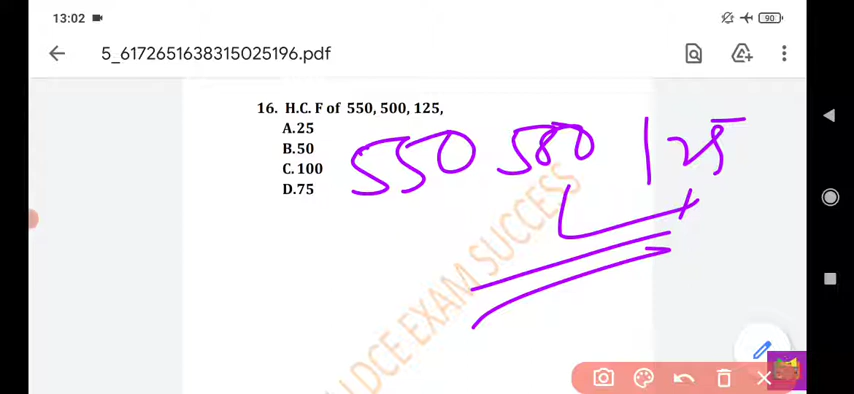 13:02
90
5_6172651638315025196.pdf
16. H.C. F of 550, 500, 125,
A.25
B.50
C.100
D.75
550 500 125
LDCE EXAM SUCCESS